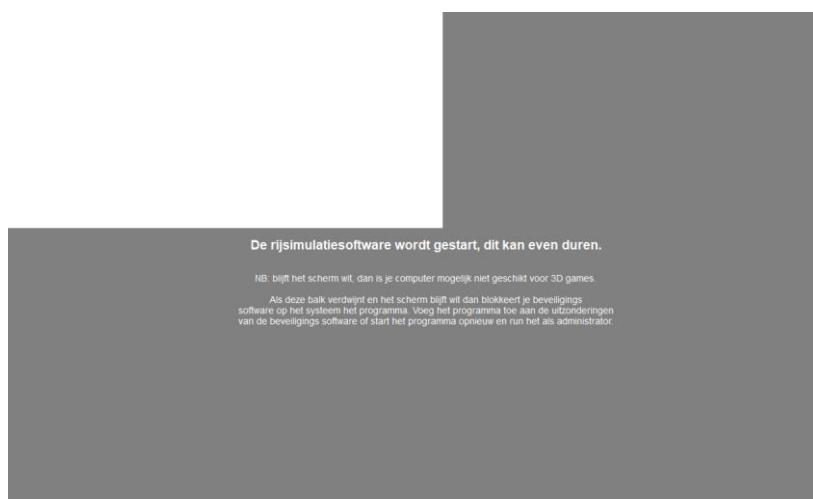 De rijsimulatiesoftware wordt gestart, dit kan even duren.
NB: blijft het scherm wit, dan is je computer mogelijk niet geschikt voor 3D games.
Als deze balk verdwijnt en het scherm blijft wit dan blokkeert je beveiligings
software op het systeem het programma. Voeg het programma toe aan de uitzonderingen
van de beveiligings software of start het programma opnieuw en run het als administrator.